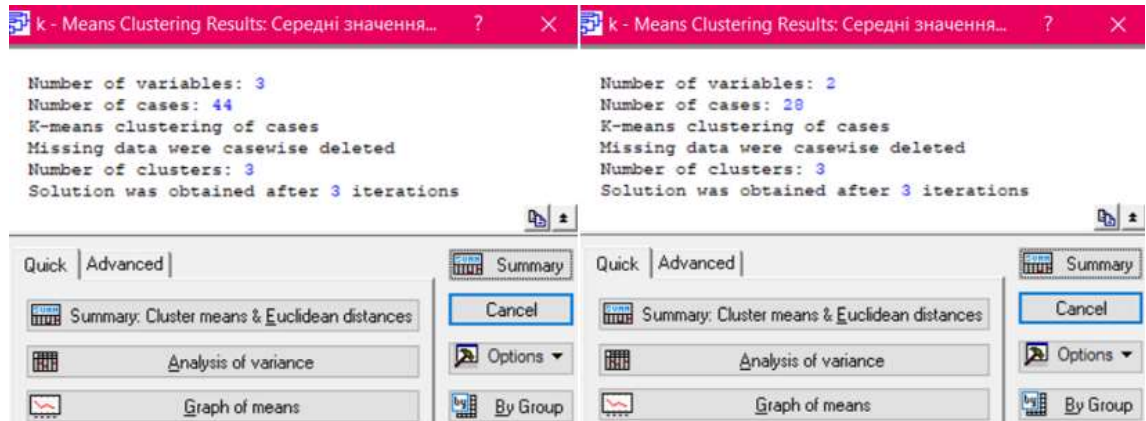 k - Means Clustering Results: Середні значення... ? ×
Number of variables: 3
Number of cases: 44
K-means clustering of cases
Missing data were casewise deleted
Number of clusters: 3
Solution was obtained after 3 iterations
Quick Advanced Summary
Summary: Cluster means & Euclidean distances Cancel
Analysis of variance Options
Graph of means By Group
k - Means Clustering Results: Середні значення... ? ×
Number of variables: 2
Number of cases: 28
K-means clustering of cases
Missing data were casewise deleted
Number of clusters: 3
Solution was obtained after 3 iterations
Quick Advanced Summary
Summary: Cluster means & Euclidean distances Cancel
Analysis of variance Options
Graph of means By Group